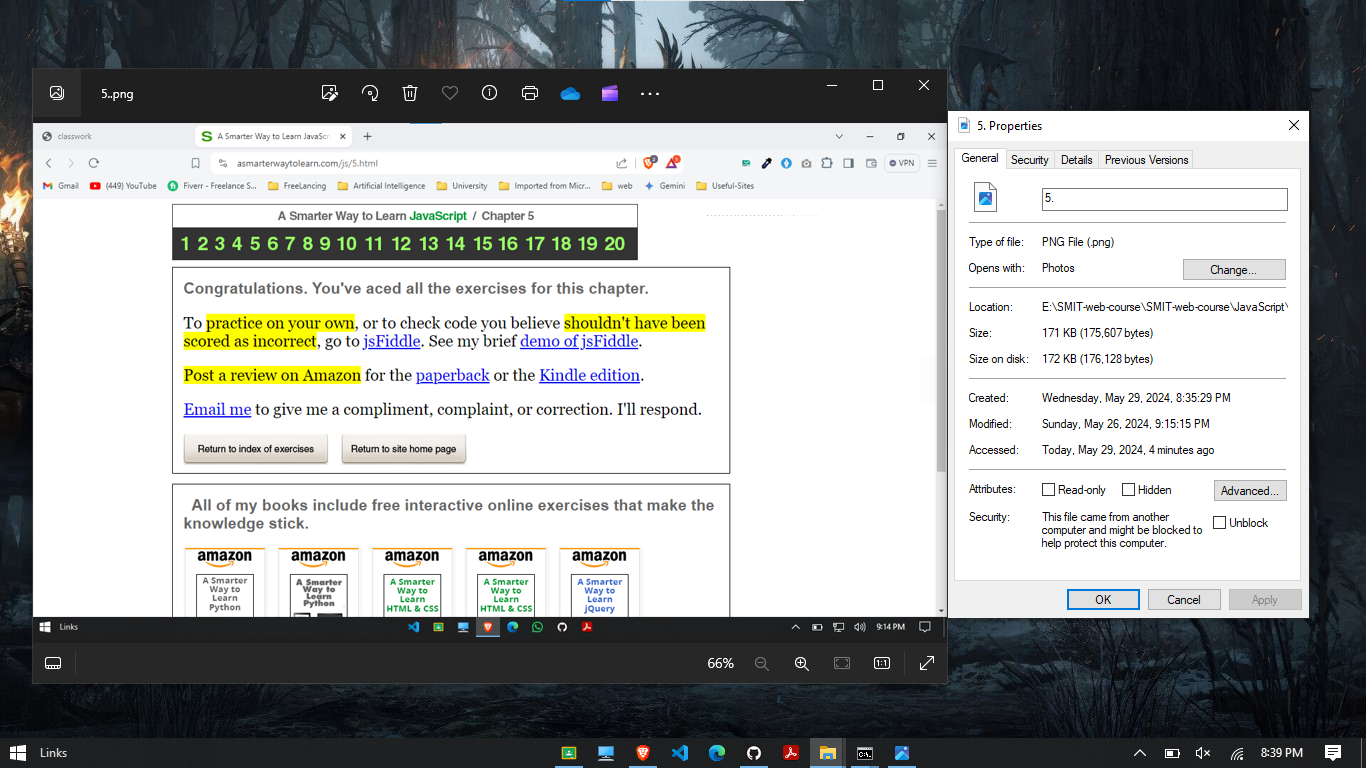 5..png
classwork
A Smarter Way to Learn JavaScri
asmarterwaytolearn.com/js/5.html
VPN
Gmail (449) YouTube Fiverr - Freelance S... FreeLancing Artificial Intelligence University Imported from Micr... web Gemini Useful-Sites
A Smarter Way to Learn JavaScript / Chapter 5
1 2 3 4 5 6 7 8 9 10 11 12 13 14 15 16 17 18 19 20
Congratulations. You've aced all the exercises for this chapter.
To practice on your own, or to check code you believe shouldn't have been
scored as incorrect, go to jsFiddle. See my brief demo of jsFiddle.
Post a review on Amazon for the paperback or the Kindle edition.
Email me to give me a compliment, complaint, or correction. I'll respond.
Return to index of exercises Return to site home page
All of my books include free interactive online exercises that make the
knowledge stick.
amazon amazon amazon amazon amazon
A Smarter
Way to
Learn
Python
A Smarter
Way to
Learn
Python
A Smarter
Way to
Learn
HTML & CSS
A Smarter
Way to
Learn
HTML & CSS
A Smarter
Way to
Learn
jQuery
Links
9:14 PM
66%
1:1
5. Properties
General Security Details Previous Versions
5.
Type of file: PNG File (.png)
Opens with: Photos Change...
Location: E:\SMIT-web-course\SMIT-web-course\JavaScript\
Size: 171 KB (175,607 bytes)
Size on disk: 172 KB (176,128 bytes)
Created: Wednesday, May 29, 2024, 8:35:29 PM
Modified: Sunday, May 26, 2024, 9:15:15 PM
Accessed: Today, May 29, 2024, 4 minutes ago
Attributes: Read-only Hidden Advanced...
Security: This file came from another
computer and might be blocked to
help protect this computer.
Unblock
OK Cancel Apply
Links
8:39 PM